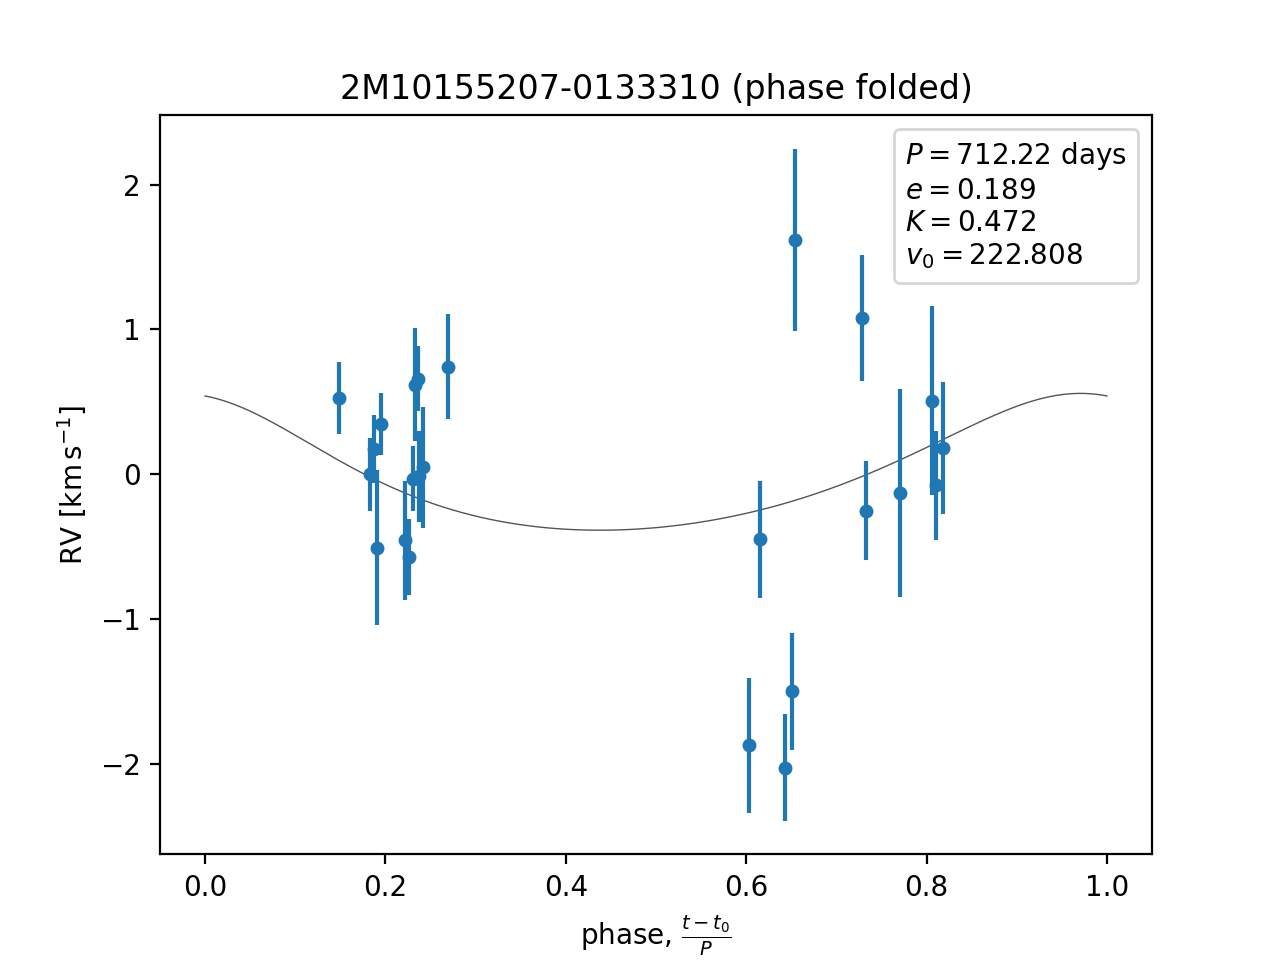 2M10155207-0133310 (phase folded)
P = 712.22 days
e = 0.189
K = 0.472
v₀ = 222.808
RV [km s⁻¹]
2
1
0
−1
−2
0.0 0.2 0.4 0.6 0.8 1.0
phase, (t − t₀)/P